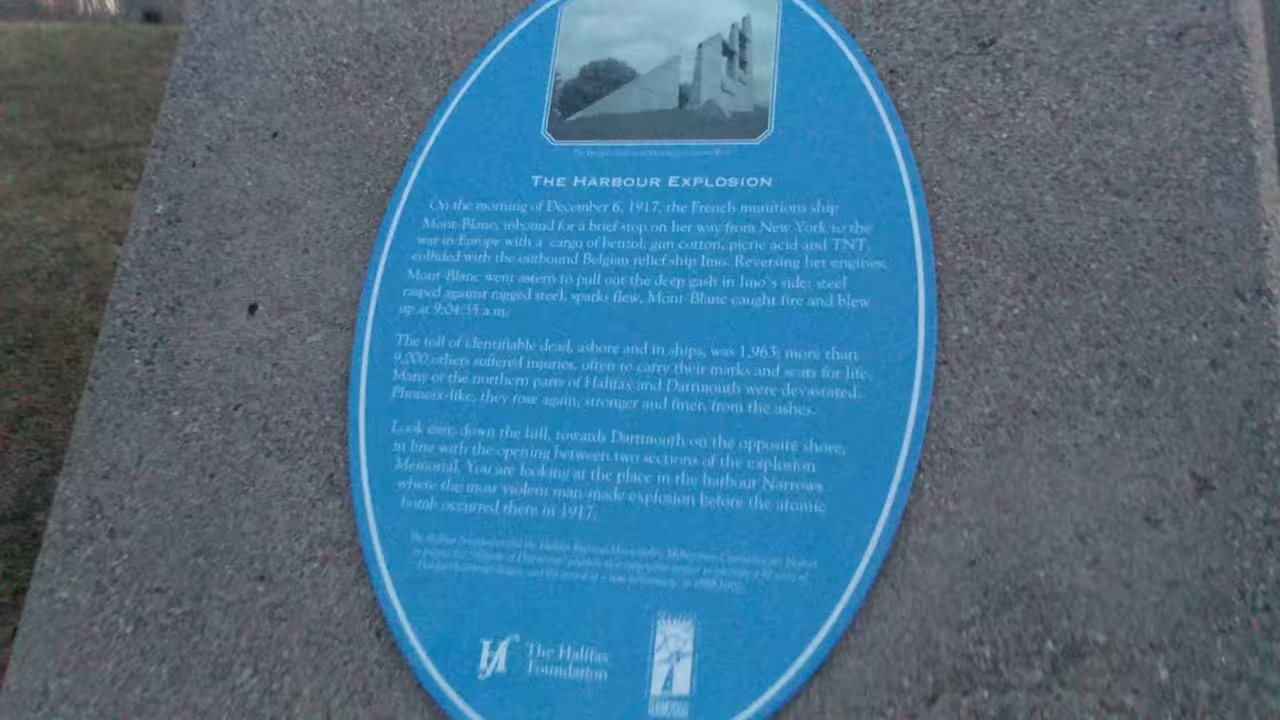 THE HARBOUR EXPLOSION
On the morning of December 6, 1917, the French munitions ship
Mont-Blanc, inbound for a brief stop on her way from New York to the
war in Europe with a cargo of benzol, gun cotton, picric acid and TNT,
collided with the outbound Belgian relief ship Imo. Reversing her engines,
Mont-Blanc went astern to pull out the deep gash in Imo's side; steel
rasped against ragged steel, sparks flew, Mont-Blanc caught fire and blew
up at 9:04:35 a.m.
The toll of identifiable dead, ashore and in ships, was 1,963; more than
9,000 others suffered injuries, often to carry their marks and scars for life.
Many of the northern parts of Halifax and Dartmouth were devastated.
Phoenix-like, they rose again, stronger and finer, from the ashes.
Look east, down the hill, towards Dartmouth on the opposite shore,
in line with the opening between two sections of the explosion
Memorial. You are looking at the place in the harbour Narrows
where the most violent man-made explosion before the atomic
bomb occurred there in 1917.
The Halifax
Foundation